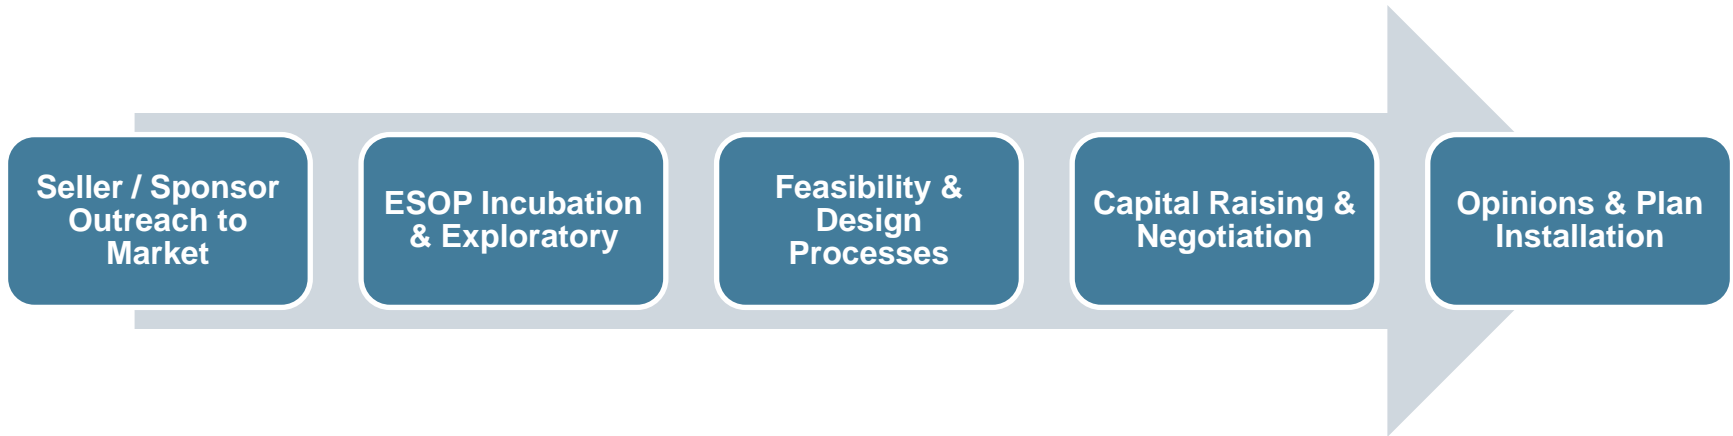 Seller / Sponsor
Outreach to
Market
ESOP Incubation
& Exploratory
Feasibility &
Design
Processes
Capital Raising &
Negotiation
Opinions & Plan
Installation